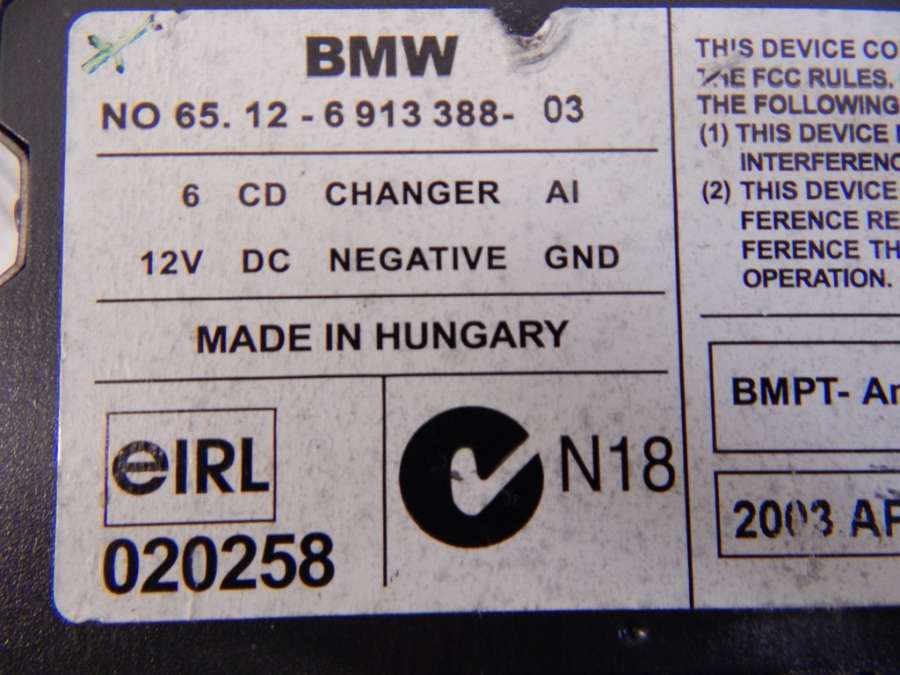 BMW
NO 65. 12 - 6 913 388- 03
6 CD CHANGER AI
12V DC NEGATIVE GND
MADE IN HUNGARY
eIRL
020258
N18
THIS DEVICE CO
THE FCC RULES.
THE FOLLOWING
(1) THIS DEVICE
INTERFERENC
(2) THIS DEVICE
FERENCE RE
FERENCE TH
OPERATION.
BMPT- An
2003 AP